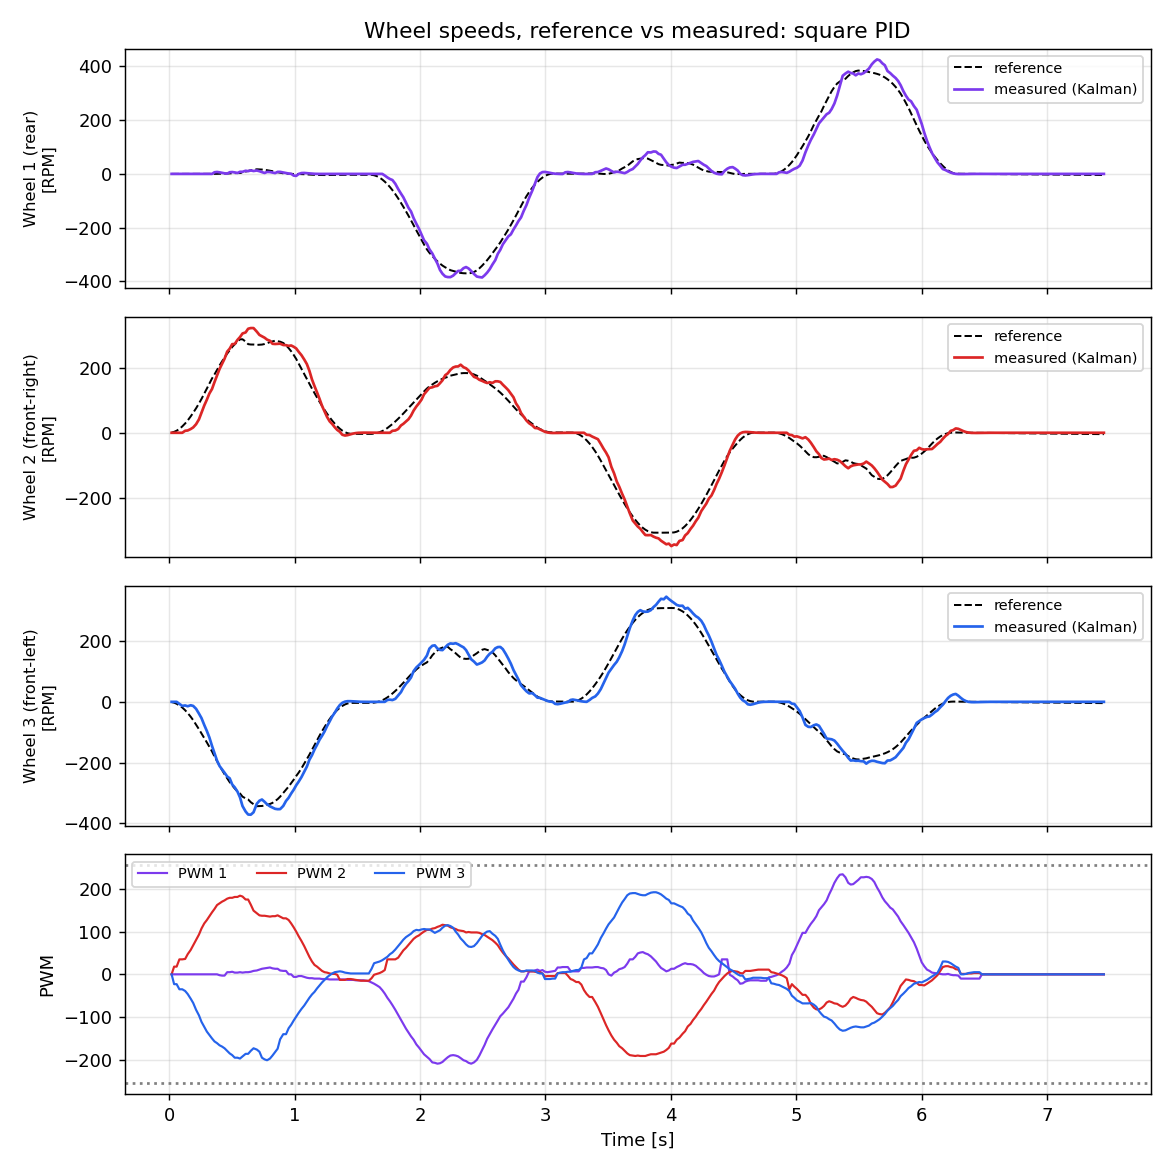 Wheel speeds, reference vs measured: square PID
Wheel 1 (rear)
[RPM]
400
200
0
−200
−400
reference
measured (Kalman)
Wheel 2 (front-right)
[RPM]
200
0
−200
reference
measured (Kalman)
Wheel 3 (front-left)
[RPM]
200
0
−200
−400
reference
measured (Kalman)
PWM
200
100
0
−100
−200
PWM 1 PWM 2 PWM 3
0 1 2 3 4 5 6 7
Time [s]